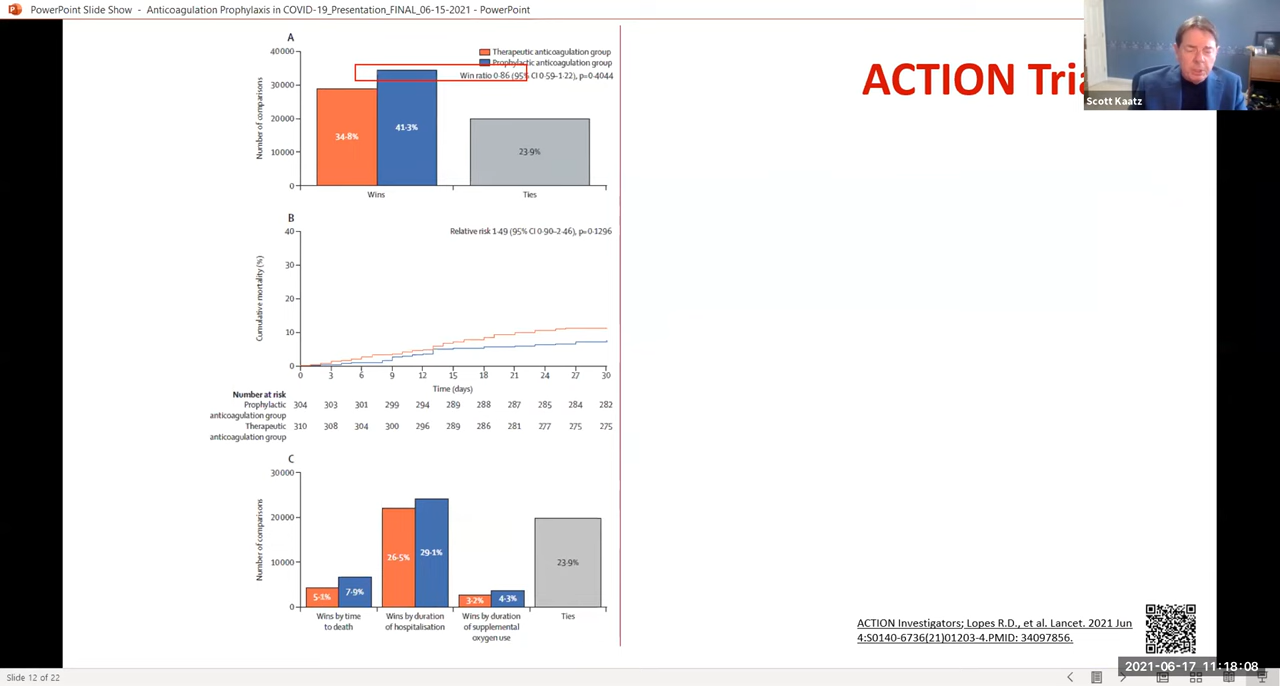 PowerPoint Slide Show - Anticoagulation Prophylaxis in COVID-19_Presentation_FINAL_06-15-2021 - PowerPoint
A
Therapeutic anticoagulation group
Prophylactic anticoagulation group
Win ratio 0·86 (95% CI 0·59-1·22), p=0·4044
40000
30000
20000
10000
0
Number of comparisons
34·8%
41·3%
23·9%
Wins
Ties
ACTION
Scott Kaatz
B
Relative risk 1·49 (95% CI 0·90–2·46), p=0·1296
40
30
20
10
0
Cumulative mortality (%)
0 3 6 9 12 15 18 21 24 27 30
Time (days)
Number at risk
Prophylactic 304 303 301 299 294 289 288 287 285 284 282
anticoagulation group
Therapeutic 310 308 304 300 296 289 286 281 277 275 275
anticoagulation group
C
30000
20000
10000
0
Number of comparisons
5·1%
7·9%
26·5%
29·1%
3·2%
4·3%
23·9%
Wins by time
to death
Wins by duration
of hospitalisation
Wins by duration
of supplemental
oxygen use
Ties
ACTION Investigators; Lopes R.D., et al. Lancet. 2021 Jun
4:S0140-6736(21)01203-4.PMID: 34097856.
2021-06-17 11:18:08
Slide 12 of 22